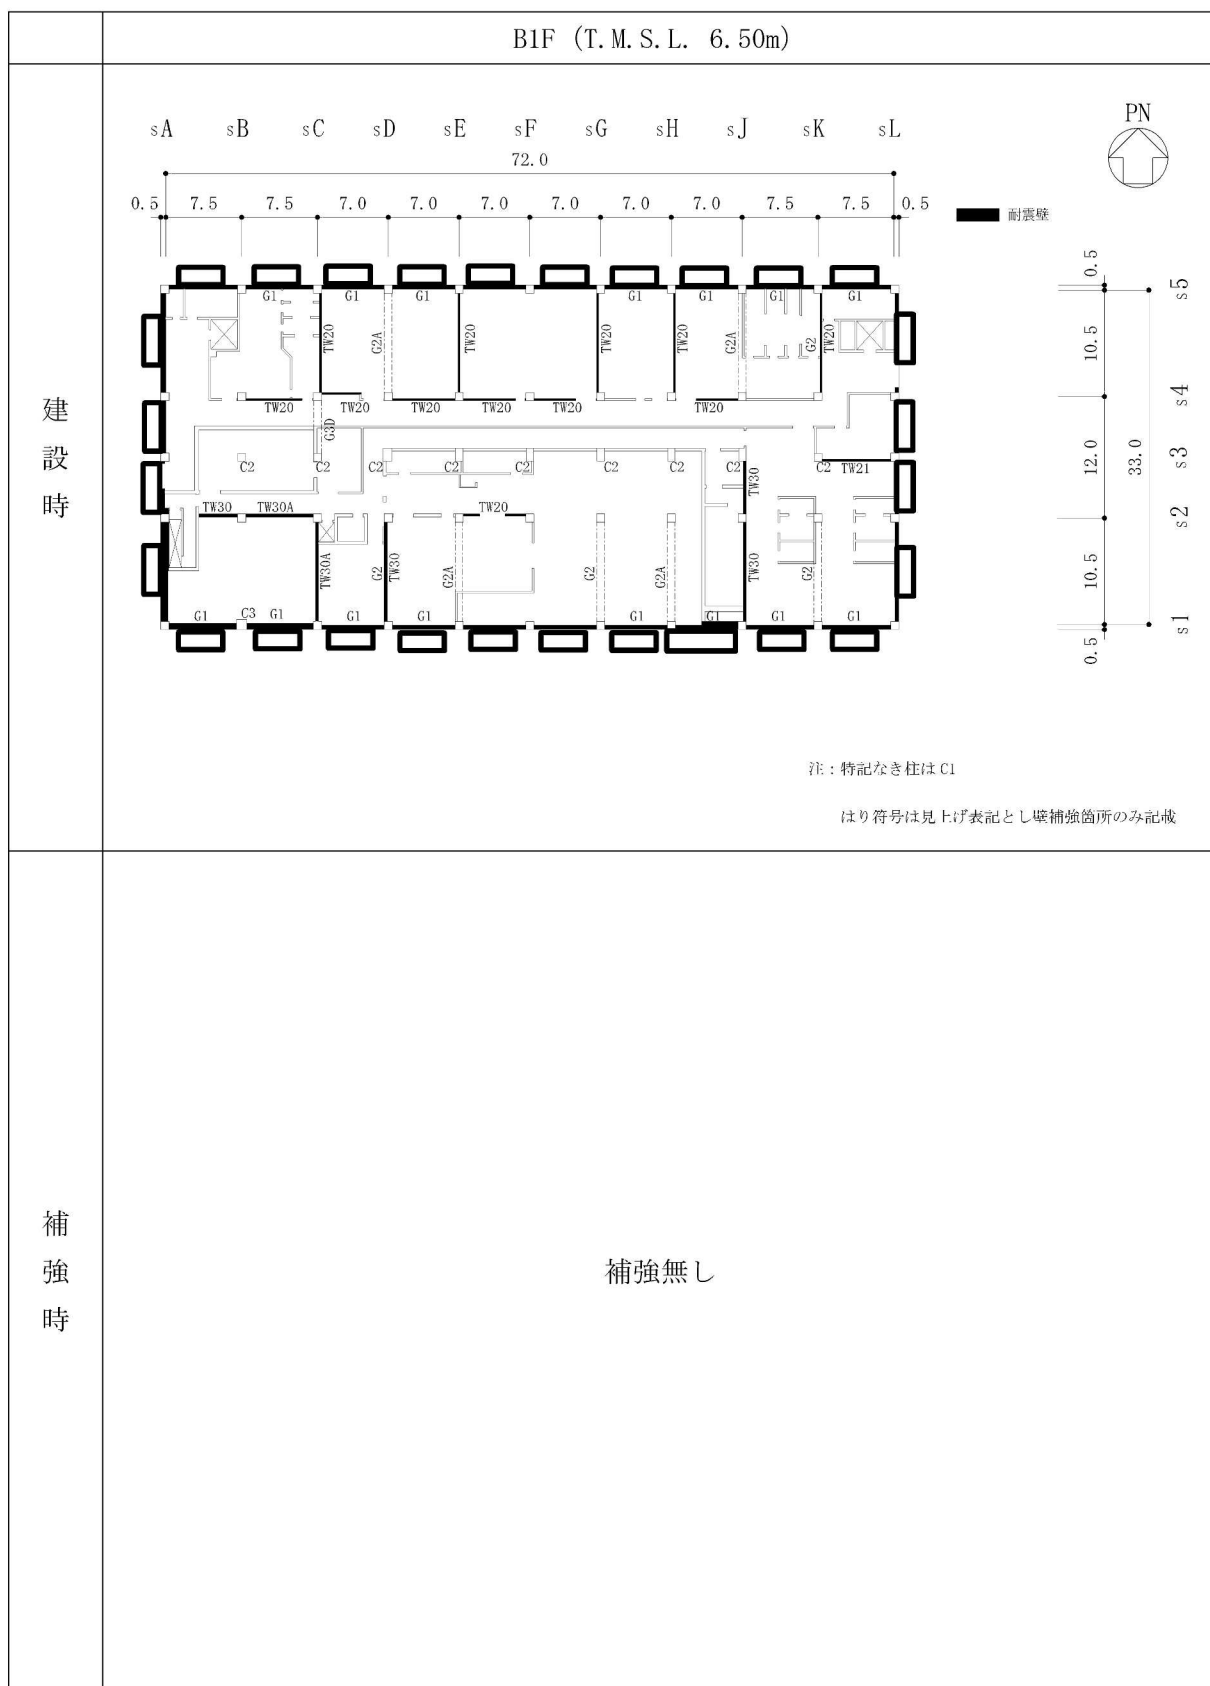 B1F (T.M.S.L. 6.50m)
建設時
sA sB sC sD sE sF sG sH sJ sK sL
PN
72.0
0.5 7.5 7.5 7.0 7.0 7.0 7.0 7.0 7.0 7.5 7.5 0.5
耐震壁
0.5 s5
G1 G1 G1 G1 G1 G1 G1
TW20 G2A TW20 TW20 TW20 G2A G2 TW20
10.5
s4
TW20 TW20 TW20 TW20 TW20 TW20
G3D
12.0 33.0
s3
C2 C2 C2 C2 C2 C2 C2 C2 C2 TW21
TW30
TW30 TW30A TW20
s2
TW30A G2 TW30 G2A G2 G2A TW30 G2
10.5
G1 C3 G1 G1 G1 G1 G1 G1 G1
s1
0.5
注：特記なき柱はC1
はり符号は見上げ表記とし壁補強箇所のみ記載
補強時
補強無し